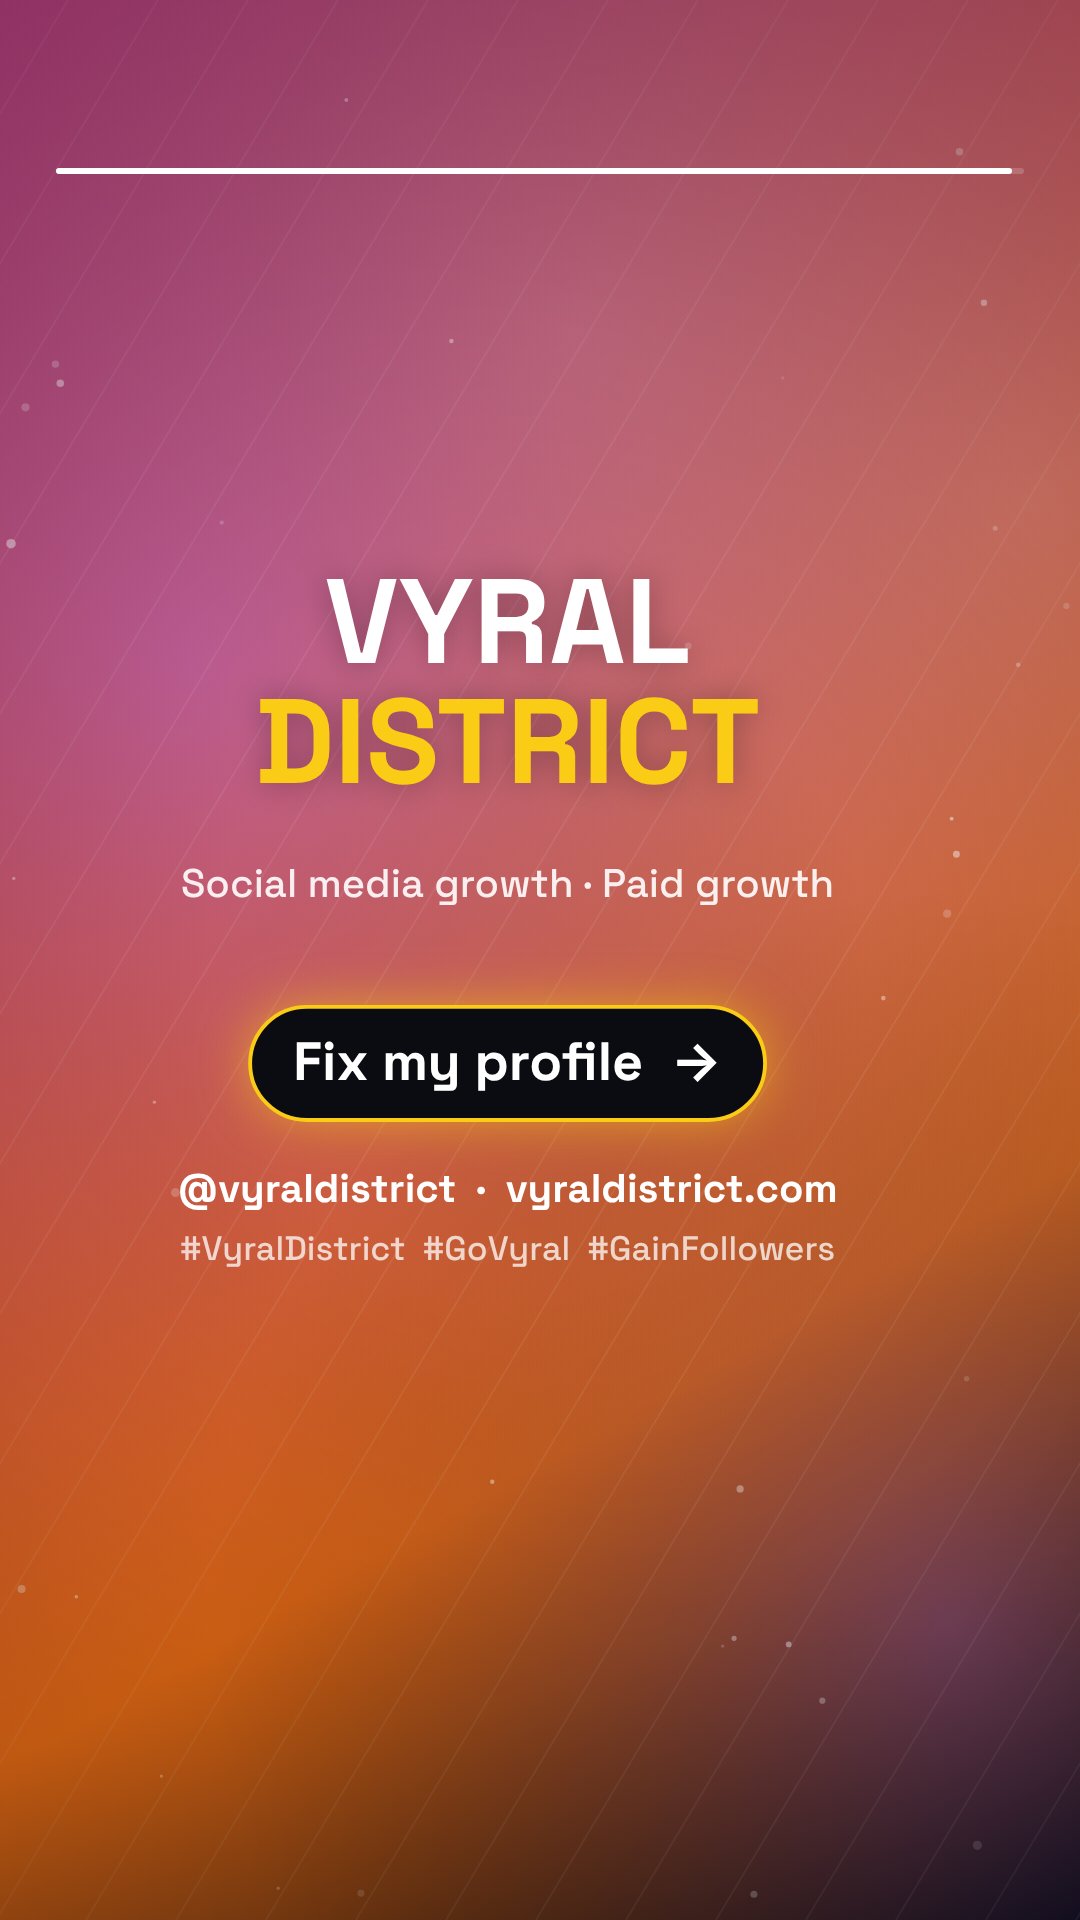 VYRAL
DISTRICT
Social media growth · Paid growth
Fix my profile →
@vyraldistrict · vyraldistrict.com
#VyralDistrict #GoVyral #GainFollowers